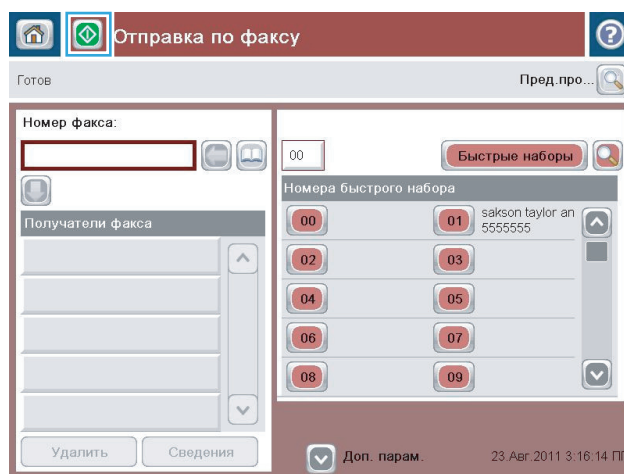 Отправка по факсу
?
Готов
Пред.про...
Номер факса:
00
Быстрые наборы
Номера быстрого набора
Получатели факса
00
01
sakson taylor an
5555555
02
03
04
05
06
07
08
09
Удалить
Сведения
Доп. парам.
23.Авг.2011 3:16:14